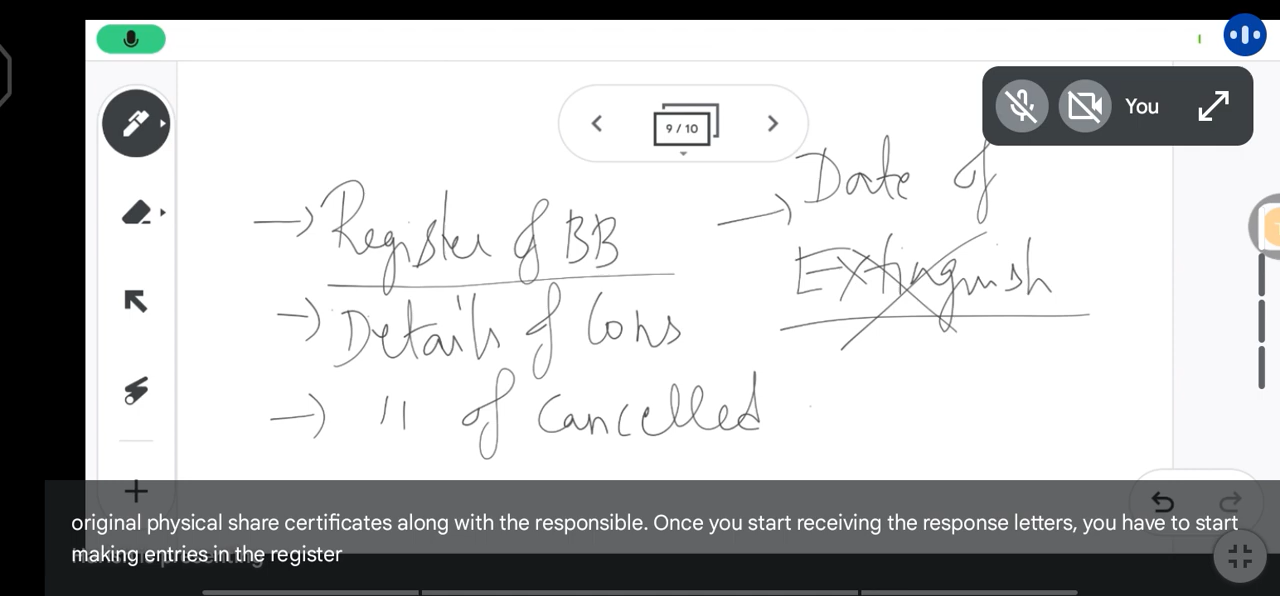 You
9 / 10
→ Register of BB
→ Details of Cons
→ 11 of Cancelled
→ Date of
Extinguish
original physical share certificates along with the responsible. Once you start receiving the response letters, you have to start
making entries in the register